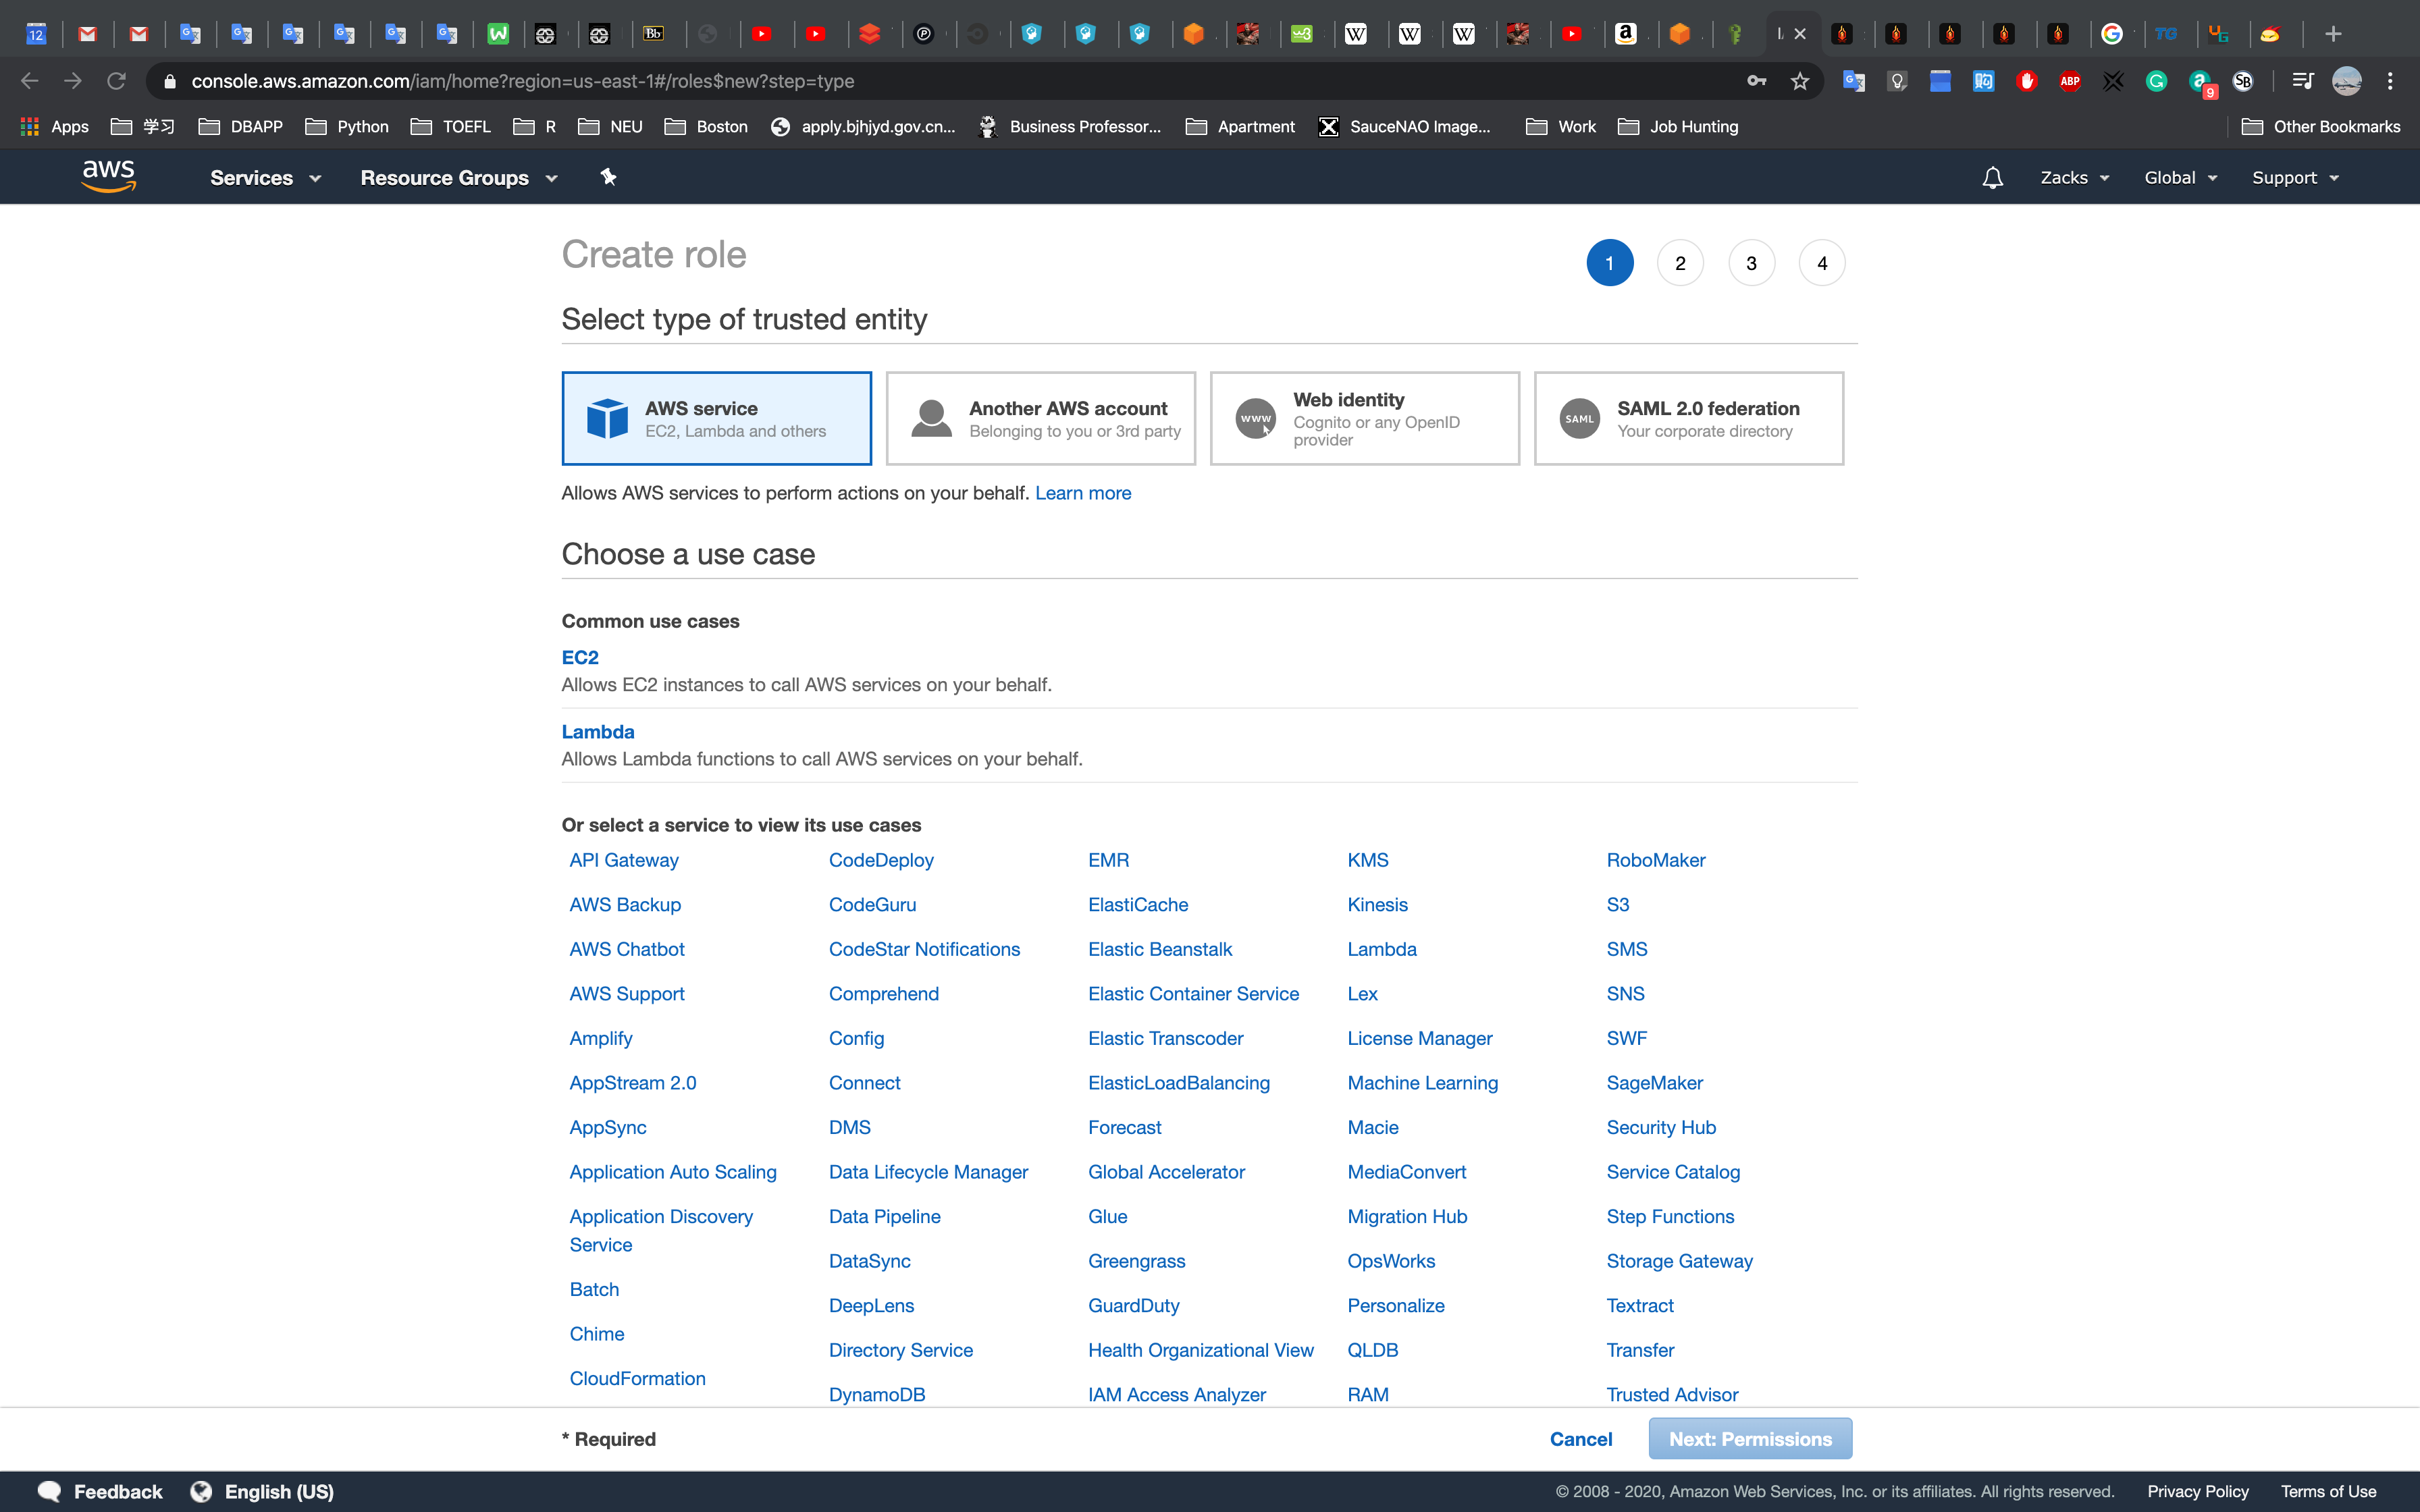 12
Bb
TG
console.aws.amazon.com/iam/home?region=us-east-1#/roles$new?step=type
ABP
9
SB
Apps 学习 DBAPP Python TOEFL R NEU Boston apply.bjhjyd.gov.cn... Business Professor... Apartment SauceNAO Image... Work Job Hunting Other Bookmarks
aws Services Resource Groups Zacks Global Support
Create role
1 2 3 4
Select type of trusted entity
AWS service
EC2, Lambda and others
Another AWS account
Belonging to you or 3rd party
www
Web identity
Cognito or any OpenID
provider
SAML
SAML 2.0 federation
Your corporate directory
Allows AWS services to perform actions on your behalf. Learn more
Choose a use case
Common use cases
EC2
Allows EC2 instances to call AWS services on your behalf.
Lambda
Allows Lambda functions to call AWS services on your behalf.
Or select a service to view its use cases
API Gateway CodeDeploy EMR KMS RoboMaker
AWS Backup CodeGuru ElastiCache Kinesis S3
AWS Chatbot CodeStar Notifications Elastic Beanstalk Lambda SMS
AWS Support Comprehend Elastic Container Service Lex SNS
Amplify Config Elastic Transcoder License Manager SWF
AppStream 2.0 Connect ElasticLoadBalancing Machine Learning SageMaker
AppSync DMS Forecast Macie Security Hub
Application Auto Scaling Data Lifecycle Manager Global Accelerator MediaConvert Service Catalog
Application Discovery Data Pipeline Glue Migration Hub Step Functions
Service
DataSync Greengrass OpsWorks Storage Gateway
Batch
DeepLens GuardDuty Personalize Textract
Chime
Directory Service Health Organizational View QLDB Transfer
CloudFormation
DynamoDB IAM Access Analyzer RAM Trusted Advisor
* Required Cancel Next: Permissions
Feedback English (US) © 2008 - 2020, Amazon Web Services, Inc. or its affiliates. All rights reserved. Privacy Policy Terms of Use